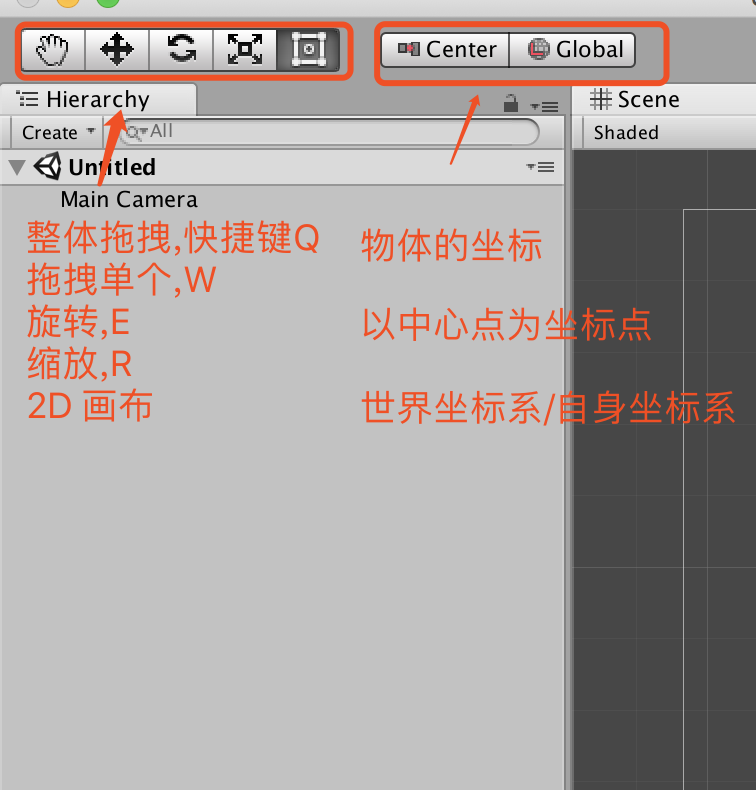 Center
Global
Hierarchy
Scene
Create
All
Shaded
Untitled
Main Camera
整体拖拽,快捷键Q
拖拽单个,W
旋转,E
缩放,R
2D 画布
物体的坐标
以中心点为坐标点
世界坐标系/自身坐标系